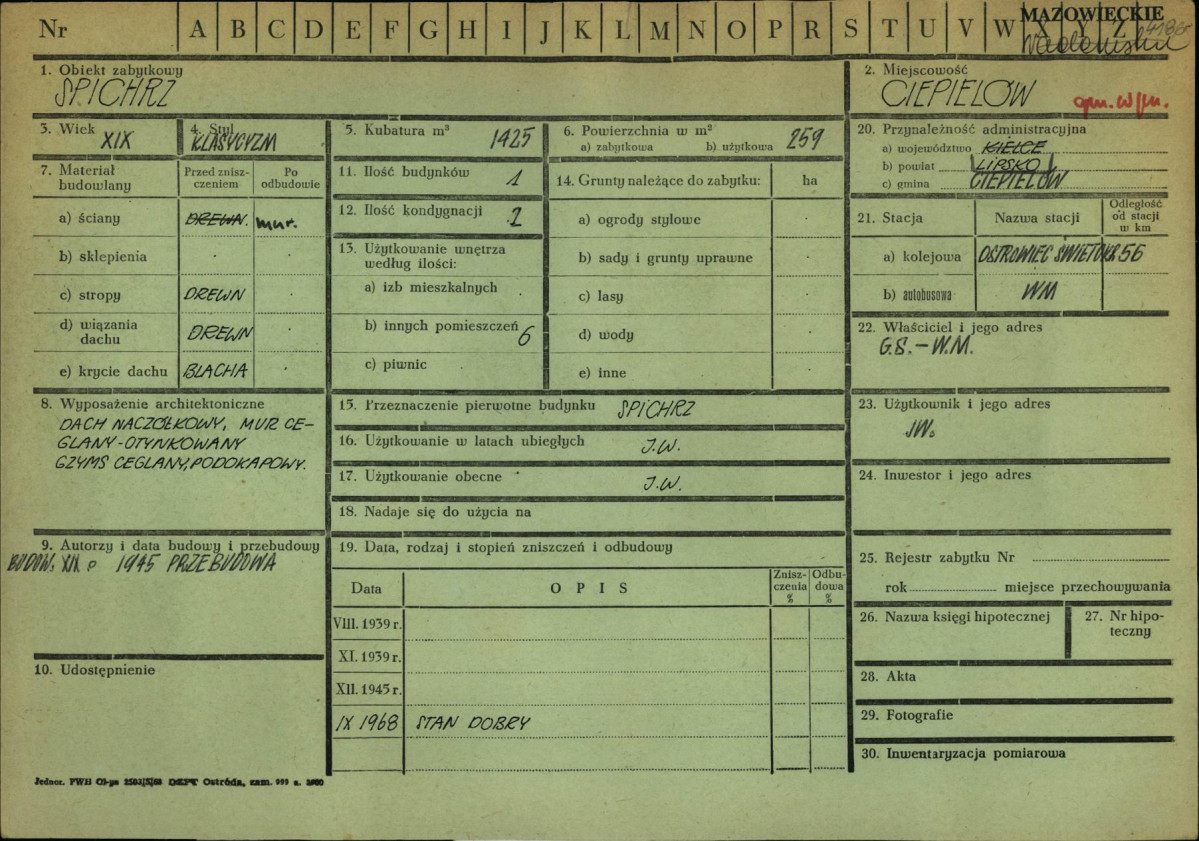 Nr A B C D E F G H I J K L M N O P R S T U V W X Y Z
MAZOWIECKIE
1. Obiekt zabytkowy
SPICHRZ
2. Miejscowość
CIEPIELÓW
gm. w/m.
3. Wiek
XIX
4. Styl
KLASYCYZM
5. Kubatura m³ 1425
6. Powierzchnia w m²
a) zabytkowa b) użytkowa 259
20. Przynależność administracyjna
a) województwo KIELCE
b) powiat LIPSKO
c) gmina CIEPIELÓW
7. Materiał budowlany
Przed zniszczeniem
Po odbudowie
a) ściany DREWN. mur.
b) sklepienia
c) stropy DREWN
d) wiązania dachu DREWN
e) krycie dachu BLACHA
11. Ilość budynków 1
12. Ilość kondygnacji
13. Użytkowanie wnętrza według ilości:
a) izb mieszkalnych
b) innych pomieszczeń 6
c) piwnic
14. Grunty należące do zabytku: ha
a) ogrody stylowe
b) sady i grunty uprawne
c) lasy
d) wody
e) inne
21. Stacja Nazwa stacji Odległość od stacji w km
a) kolejowa OSTROWIEC ŚWIĘTOKR. 56
b) autobusowa WM
22. Właściciel i jego adres
G.S. – W.M.
8. Wyposażenie architektoniczne
DACH NACZÓŁKOWY, MUR CE-
GLANY-OTYNKOWANY
GZYMS CEGLANY, PODOKAPOWY.
15. Przeznaczenie pierwotne budynku SPICHRZ
16. Użytkowanie w latach ubiegłych J.W.
17. Użytkowanie obecne J.W.
18. Nadaje się do użycia na
23. Użytkownik i jego adres
JW.
24. Inwestor i jego adres
9. Autorzy i data budowy i przebudowy
BUDOW. XIX 1945 PRZEBUDOWA
10. Udostępnienie
19. Data, rodzaj i stopień zniszczeń i odbudowy
Data OPIS Zniszczenia % Odbudowa %
VIII. 1939 r.
XI. 1939 r.
XII. 1945 r.
IX 1968 STAN DOBRY
25. Rejestr zabytku Nr
rok miejsce przechowywania
26. Nazwa księgi hipotecznej
27. Nr hipoteczny
28. Akta
29. Fotografie
30. Inwentaryzacja pomiarowa
Ostróda, zam. 995